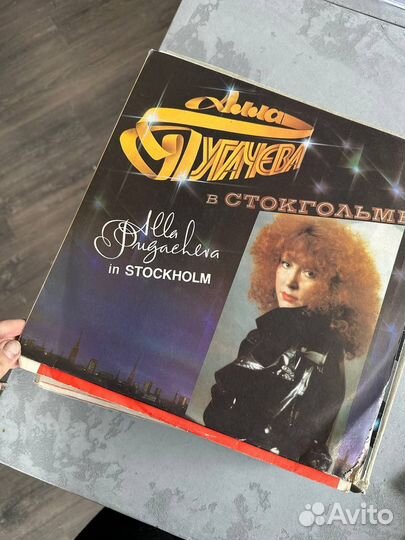 Алла
Пугачева
в СТОКГОЛЬМЕ
Alla
Pugacheva
in STOCKHOLM
Avito